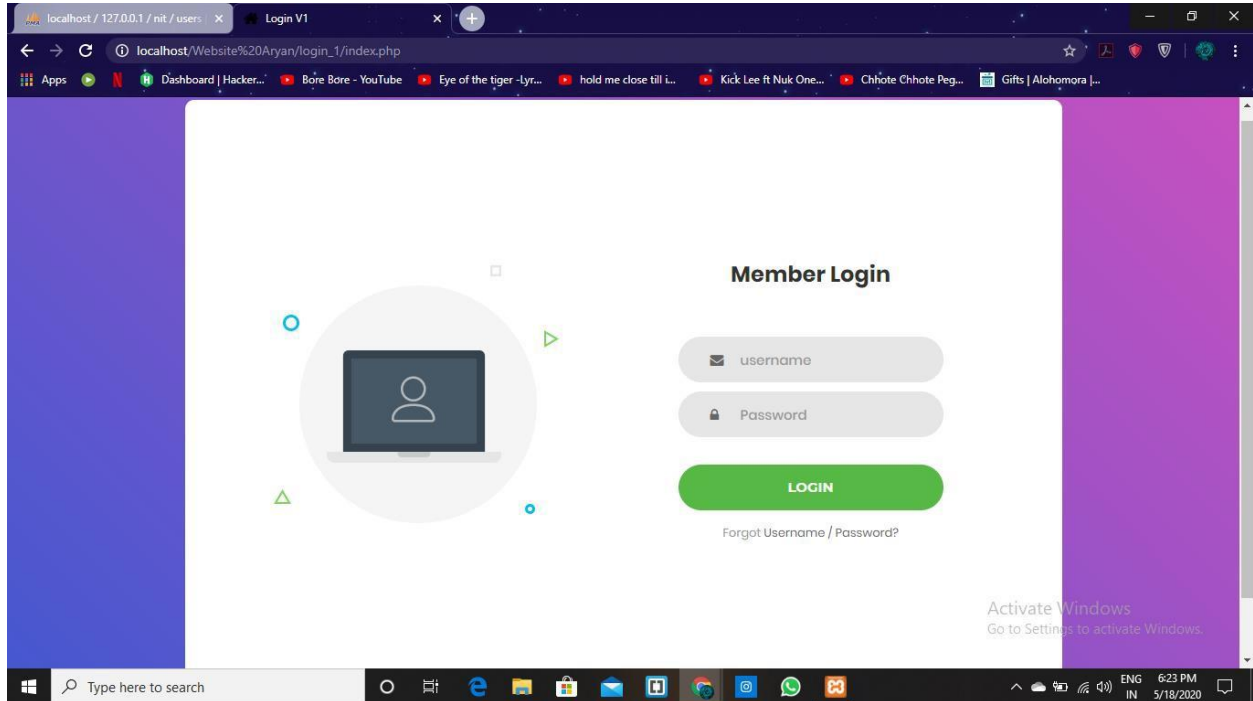 localhost / 127.0.0.1 / nit / users
Login V1
localhost/Website%20Aryan/login_1/index.php
Apps
Dashboard | Hacker...
Bore Bore - YouTube
Eye of the tiger -Lyr...
hold me close till i...
Kick Lee ft Nuk One...
Chhote Chhote Peg...
Gifts | Alohomora |...
Member Login
username
Password
LOGIN
Forgot Username / Password?
Activate Windows
Go to Settings to activate Windows.
Type here to search
ENG
IN
6:23 PM
5/18/2020